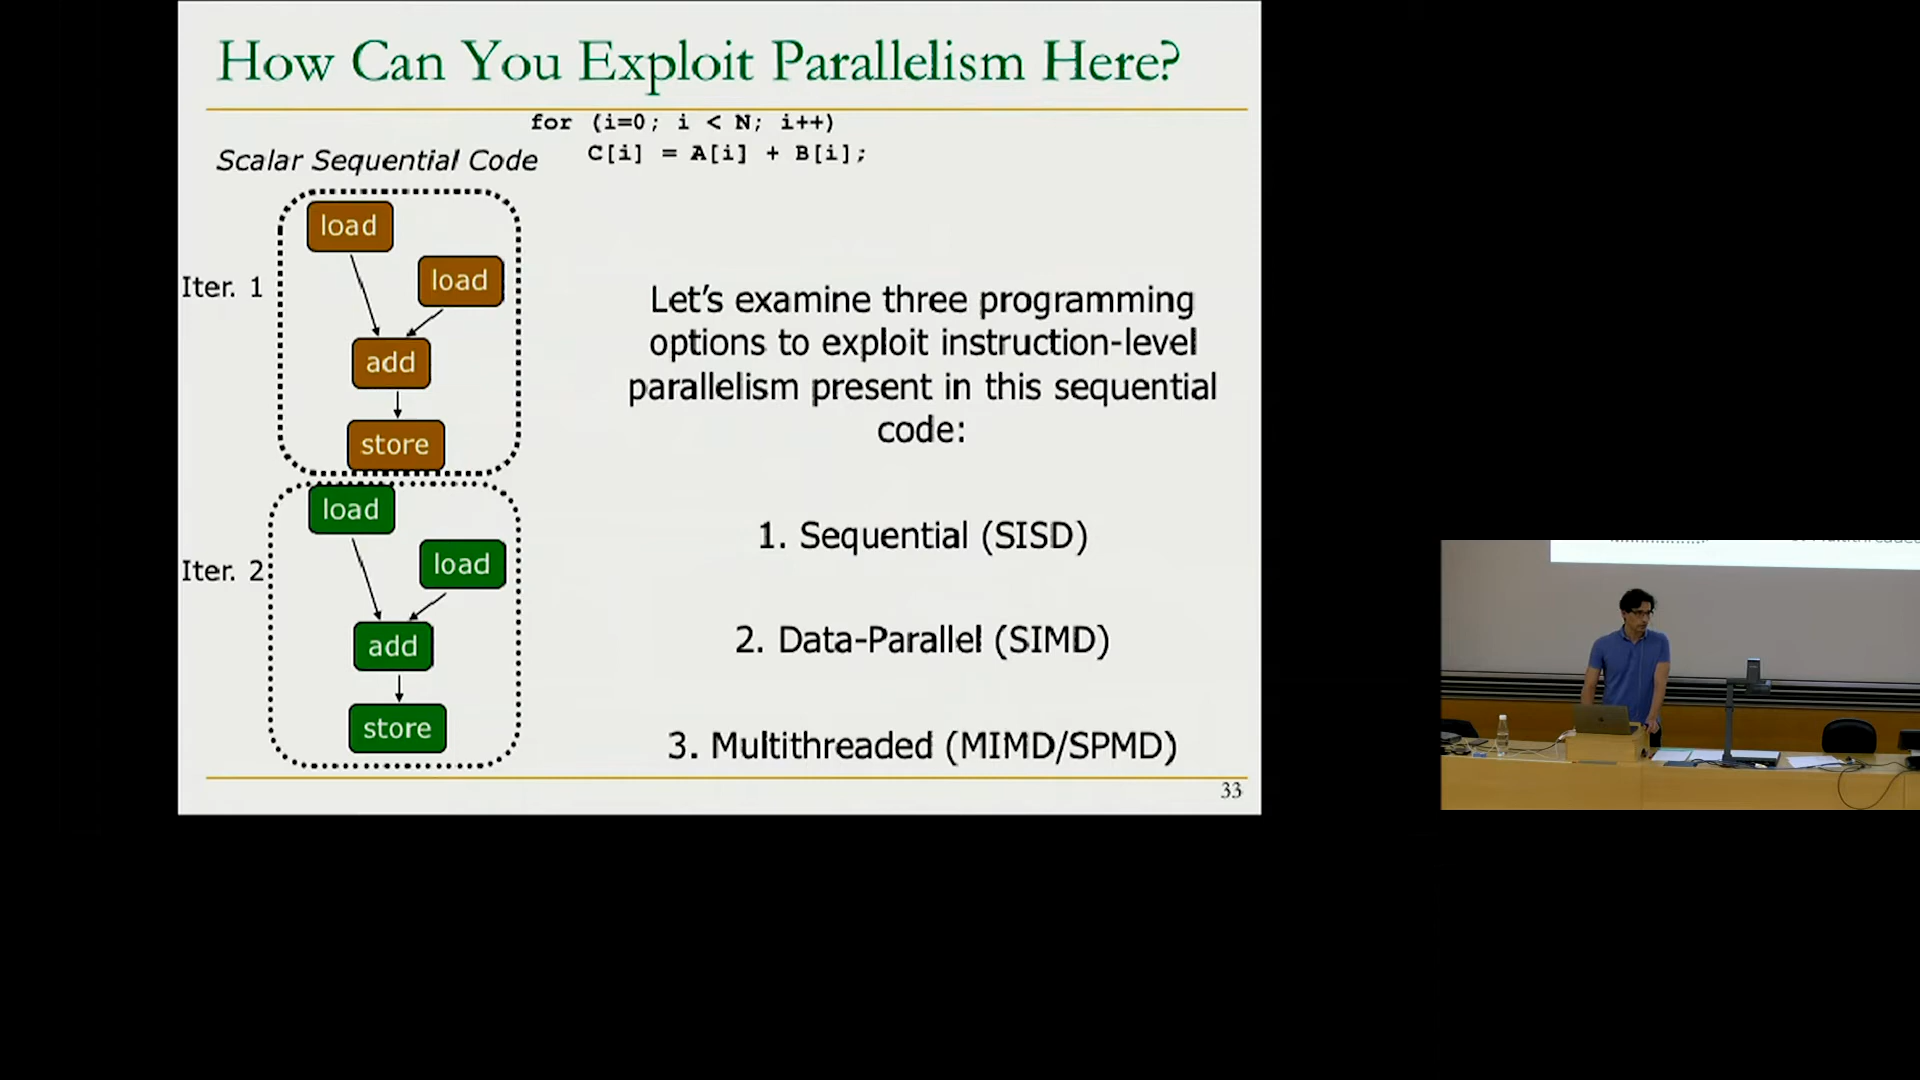 How Can You Exploit Parallelism Here?
for (i=0; i < N; i++)
C[i] = A[i] + B[i];
Scalar Sequential Code
Iter. 1
load
load
add
store
Iter. 2
load
load
add
store
Let's examine three programming
options to exploit instruction-level
parallelism present in this sequential
code:
1. Sequential (SISD)
2. Data-Parallel (SIMD)
3. Multithreaded (MIMD/SPMD)
33